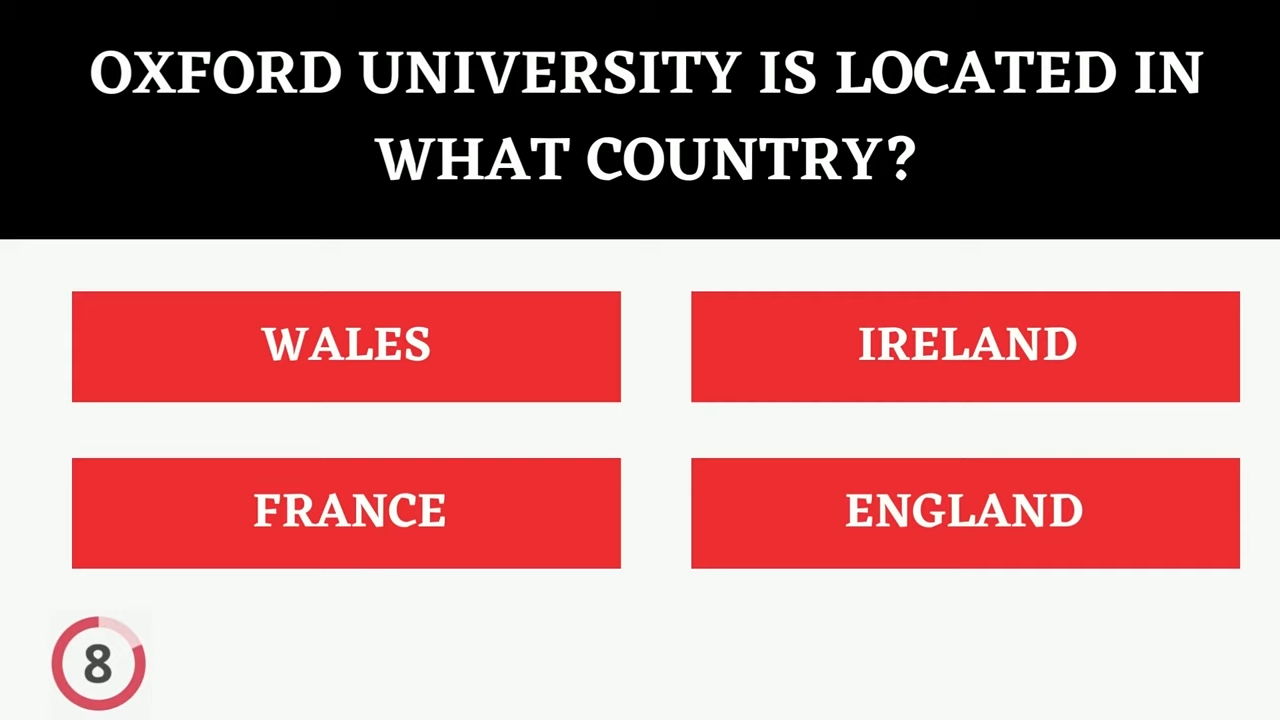 OXFORD UNIVERSITY IS LOCATED IN
WHAT COUNTRY?
WALES
IRELAND
FRANCE
ENGLAND
8